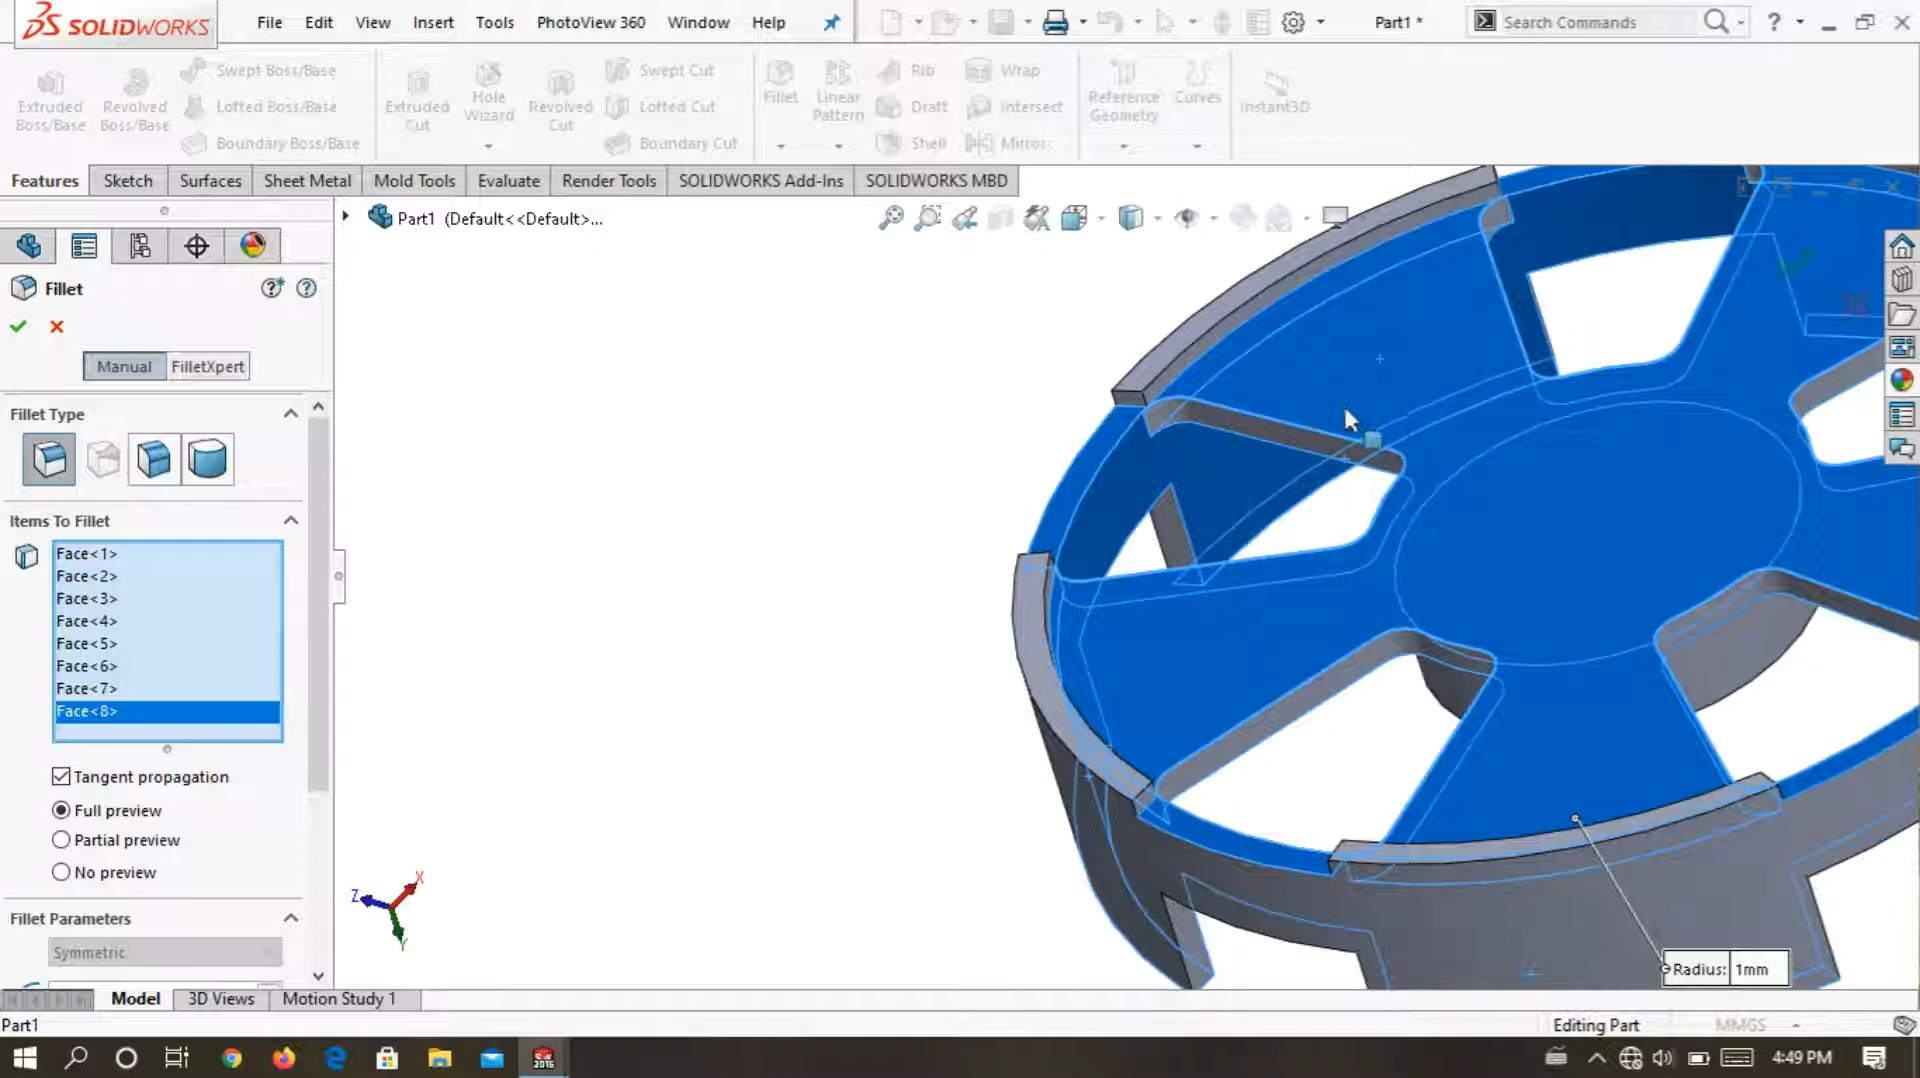 SOLIDWORKS
File Edit View Insert Tools PhotoView 360 Window Help
Part1 *
Search Commands
Extruded Boss/Base
Revolved Boss/Base
Swept Boss/Base
Lofted Boss/Base
Boundary Boss/Base
Extruded Cut
Hole Wizard
Revolved Cut
Swept Cut
Lofted Cut
Boundary Cut
Fillet
Linear Pattern
Rib
Draft
Shell
Wrap
Intersect
Mirror
Reference Geometry
Curves
Instant3D
Features Sketch Surfaces Sheet Metal Mold Tools Evaluate Render Tools SOLIDWORKS Add-Ins SOLIDWORKS MBD
Part1 (Default<<Default>...
Fillet
Manual FilletXpert
Fillet Type
Items To Fillet
Face<1>
Face<2>
Face<3>
Face<4>
Face<5>
Face<6>
Face<7>
Face<8>
Tangent propagation
Full preview
Partial preview
No preview
Fillet Parameters
Symmetric
X
Z
Y
Radius: 1mm
Model 3D Views Motion Study 1
Part1
Editing Part MMGS
SW 2016
4:49 PM